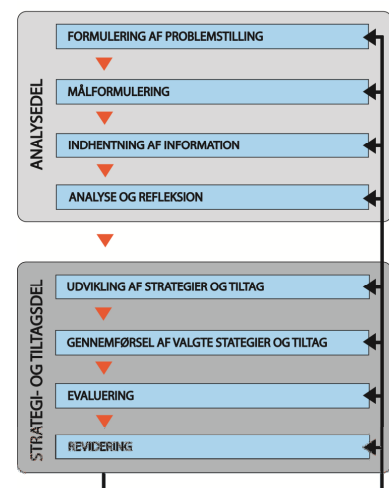 ANALYSEDEL
FORMULERING AF PROBLEMSTILLING
MÅLFORMULERING
INDHENTNING AF INFORMATION
ANALYSE OG REFLEKSION
STRATEGI- OG TILTAGSDEL
UDVIKLING AF STRATEGIER OG TILTAG
GENNEMFØRSEL AF VALGTE STATEGIER OG TILTAG
EVALUERING
REVIDERING